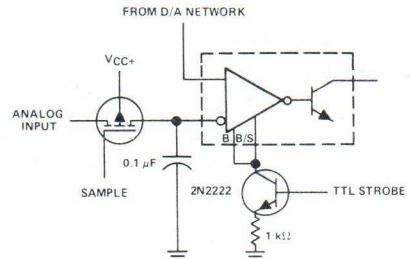 FROM D/A NETWORK
VCC+
ANALOG
INPUT
B B/S
0.1 µF
SAMPLE
2N2222
TTL STROBE
1 kΩ